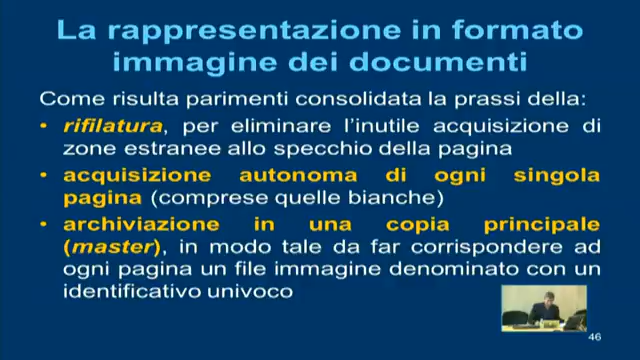 La rappresentazione in formato
immagine dei documenti
Come risulta parimenti consolidata la prassi della:
• rifilatura, per eliminare l'inutile acquisizione di
zone estranee allo specchio della pagina
• acquisizione autonoma di ogni singola
pagina (comprese quelle bianche)
• archiviazione in una copia principale
(master), in modo tale da far corrispondere ad
ogni pagina un file immagine denominato con un
identificativo univoco
46